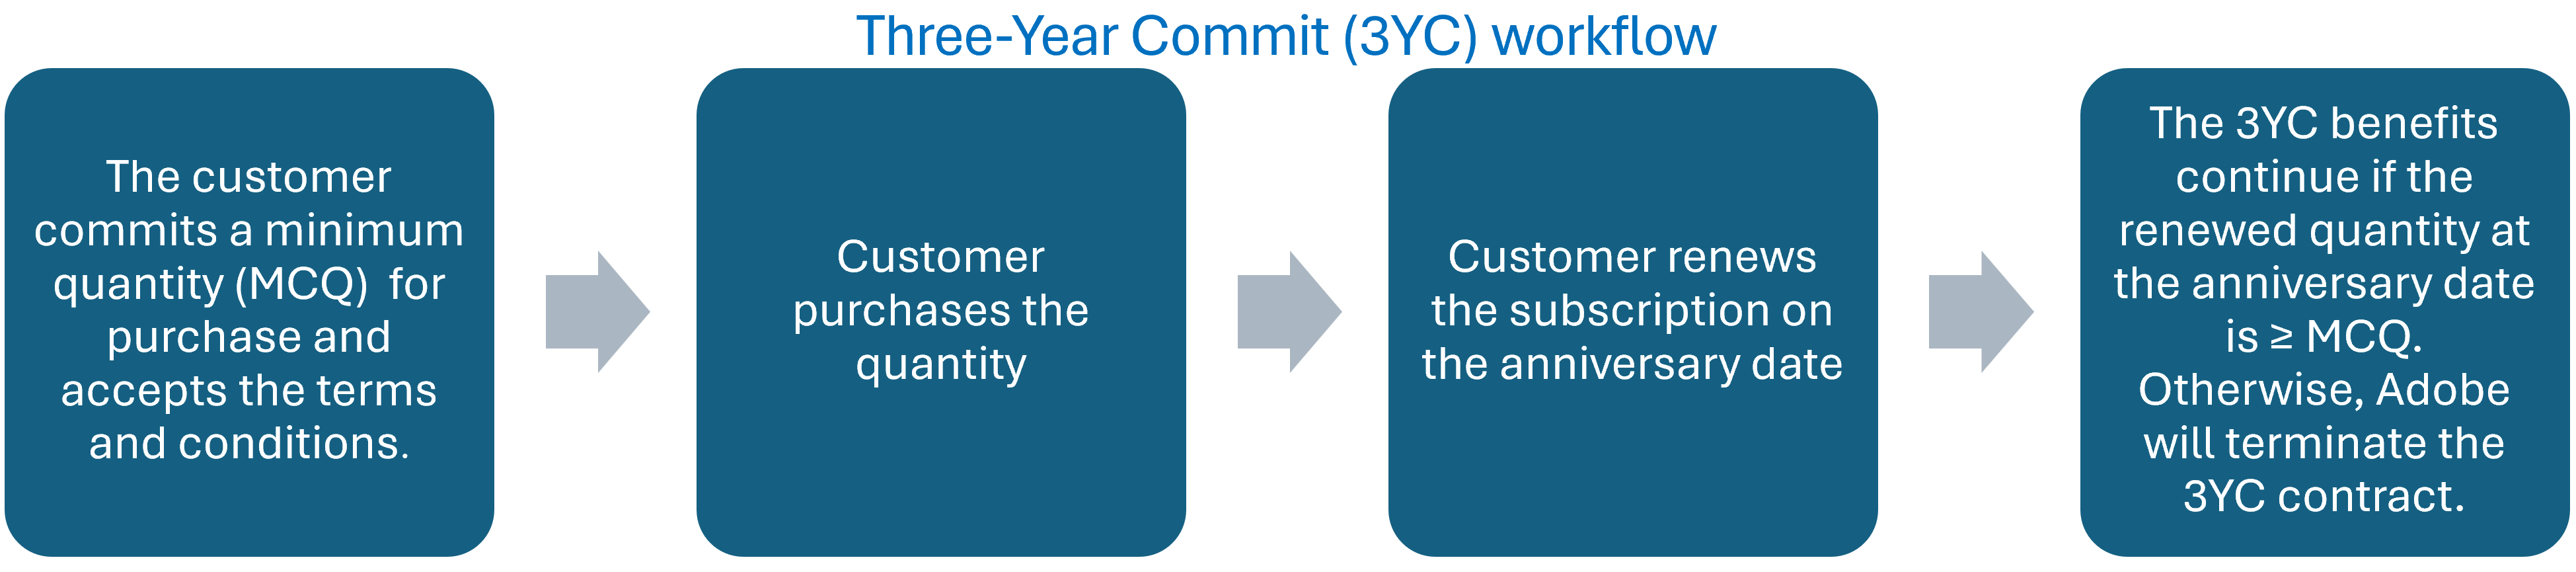 Three-Year Commit (3YC) workflow
The customer
commits a minimum
quantity (MCQ)  for
purchase and
accepts the terms
and conditions.
Customer
purchases the
quantity
Customer renews
the subscription on
the anniversary date
The 3YC benefits
continue if the
renewed quantity at
the anniversary date
is ≥ MCQ.
Otherwise, Adobe
will terminate the
3YC contract.